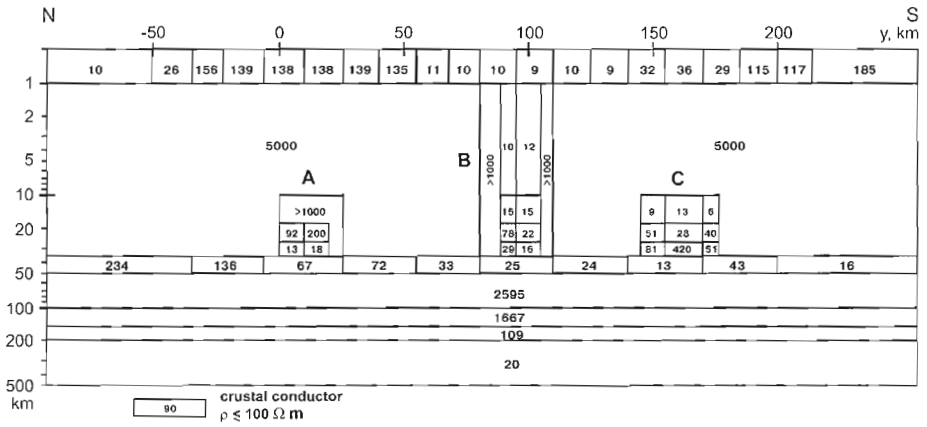 N S
-50 0 50 100 150 200 y, km
10 26 156 139 138 138 139 135 11 10 10 9 10 9 32 36 29 115 117 185
1
2
5
10
20
50
100
200
500
km
5000 5000
A B C
>1000 10 12 >1000
>1000 15 15 9 13 6
92 200 78 22 51 28 40
13 18 29 16 81 420 51
234 136 67 72 33 25 24 13 43 16
2595
1667
109
20
90 crustal conductor
ρ ≤ 100 Ω m